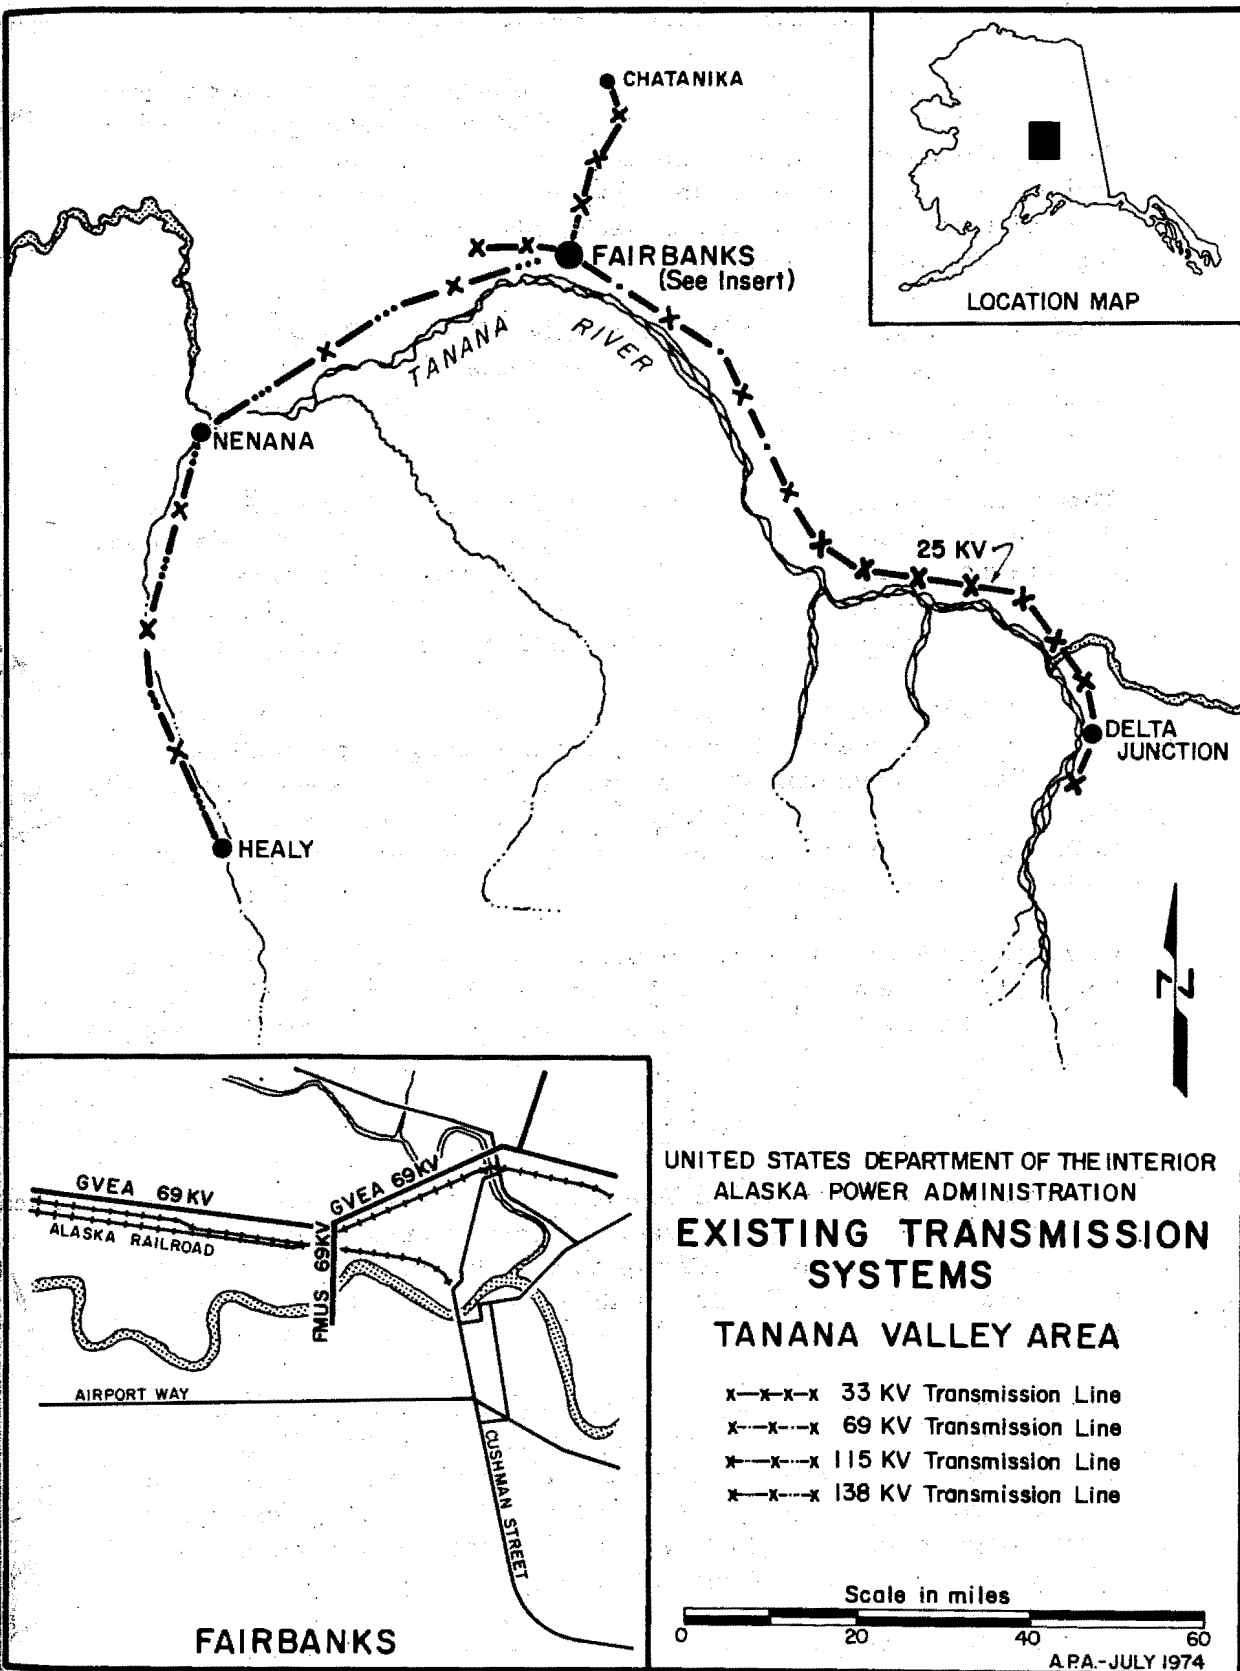 CHATANIKA
FAIRBANKS
(See Insert)
LOCATION MAP
TANANA RIVER
NENANA
25 KV
DELTA
JUNCTION
HEALY
N
GVEA 69 KV
GVEA 69 KV
ALASKA RAILROAD
FMUS 69KV
AIRPORT WAY
CUSHMAN STREET
FAIRBANKS
UNITED STATES DEPARTMENT OF THE INTERIOR
ALASKA POWER ADMINISTRATION
EXISTING TRANSMISSION
SYSTEMS
TANANA VALLEY AREA
x—x—x—x 33 KV Transmission Line
x-·-x-·-x 69 KV Transmission Line
x-··-x-··-x 115 KV Transmission Line
x-···-x-···-x 138 KV Transmission Line
Scale in miles
0 20 40 60
A.P.A.-JULY 1974